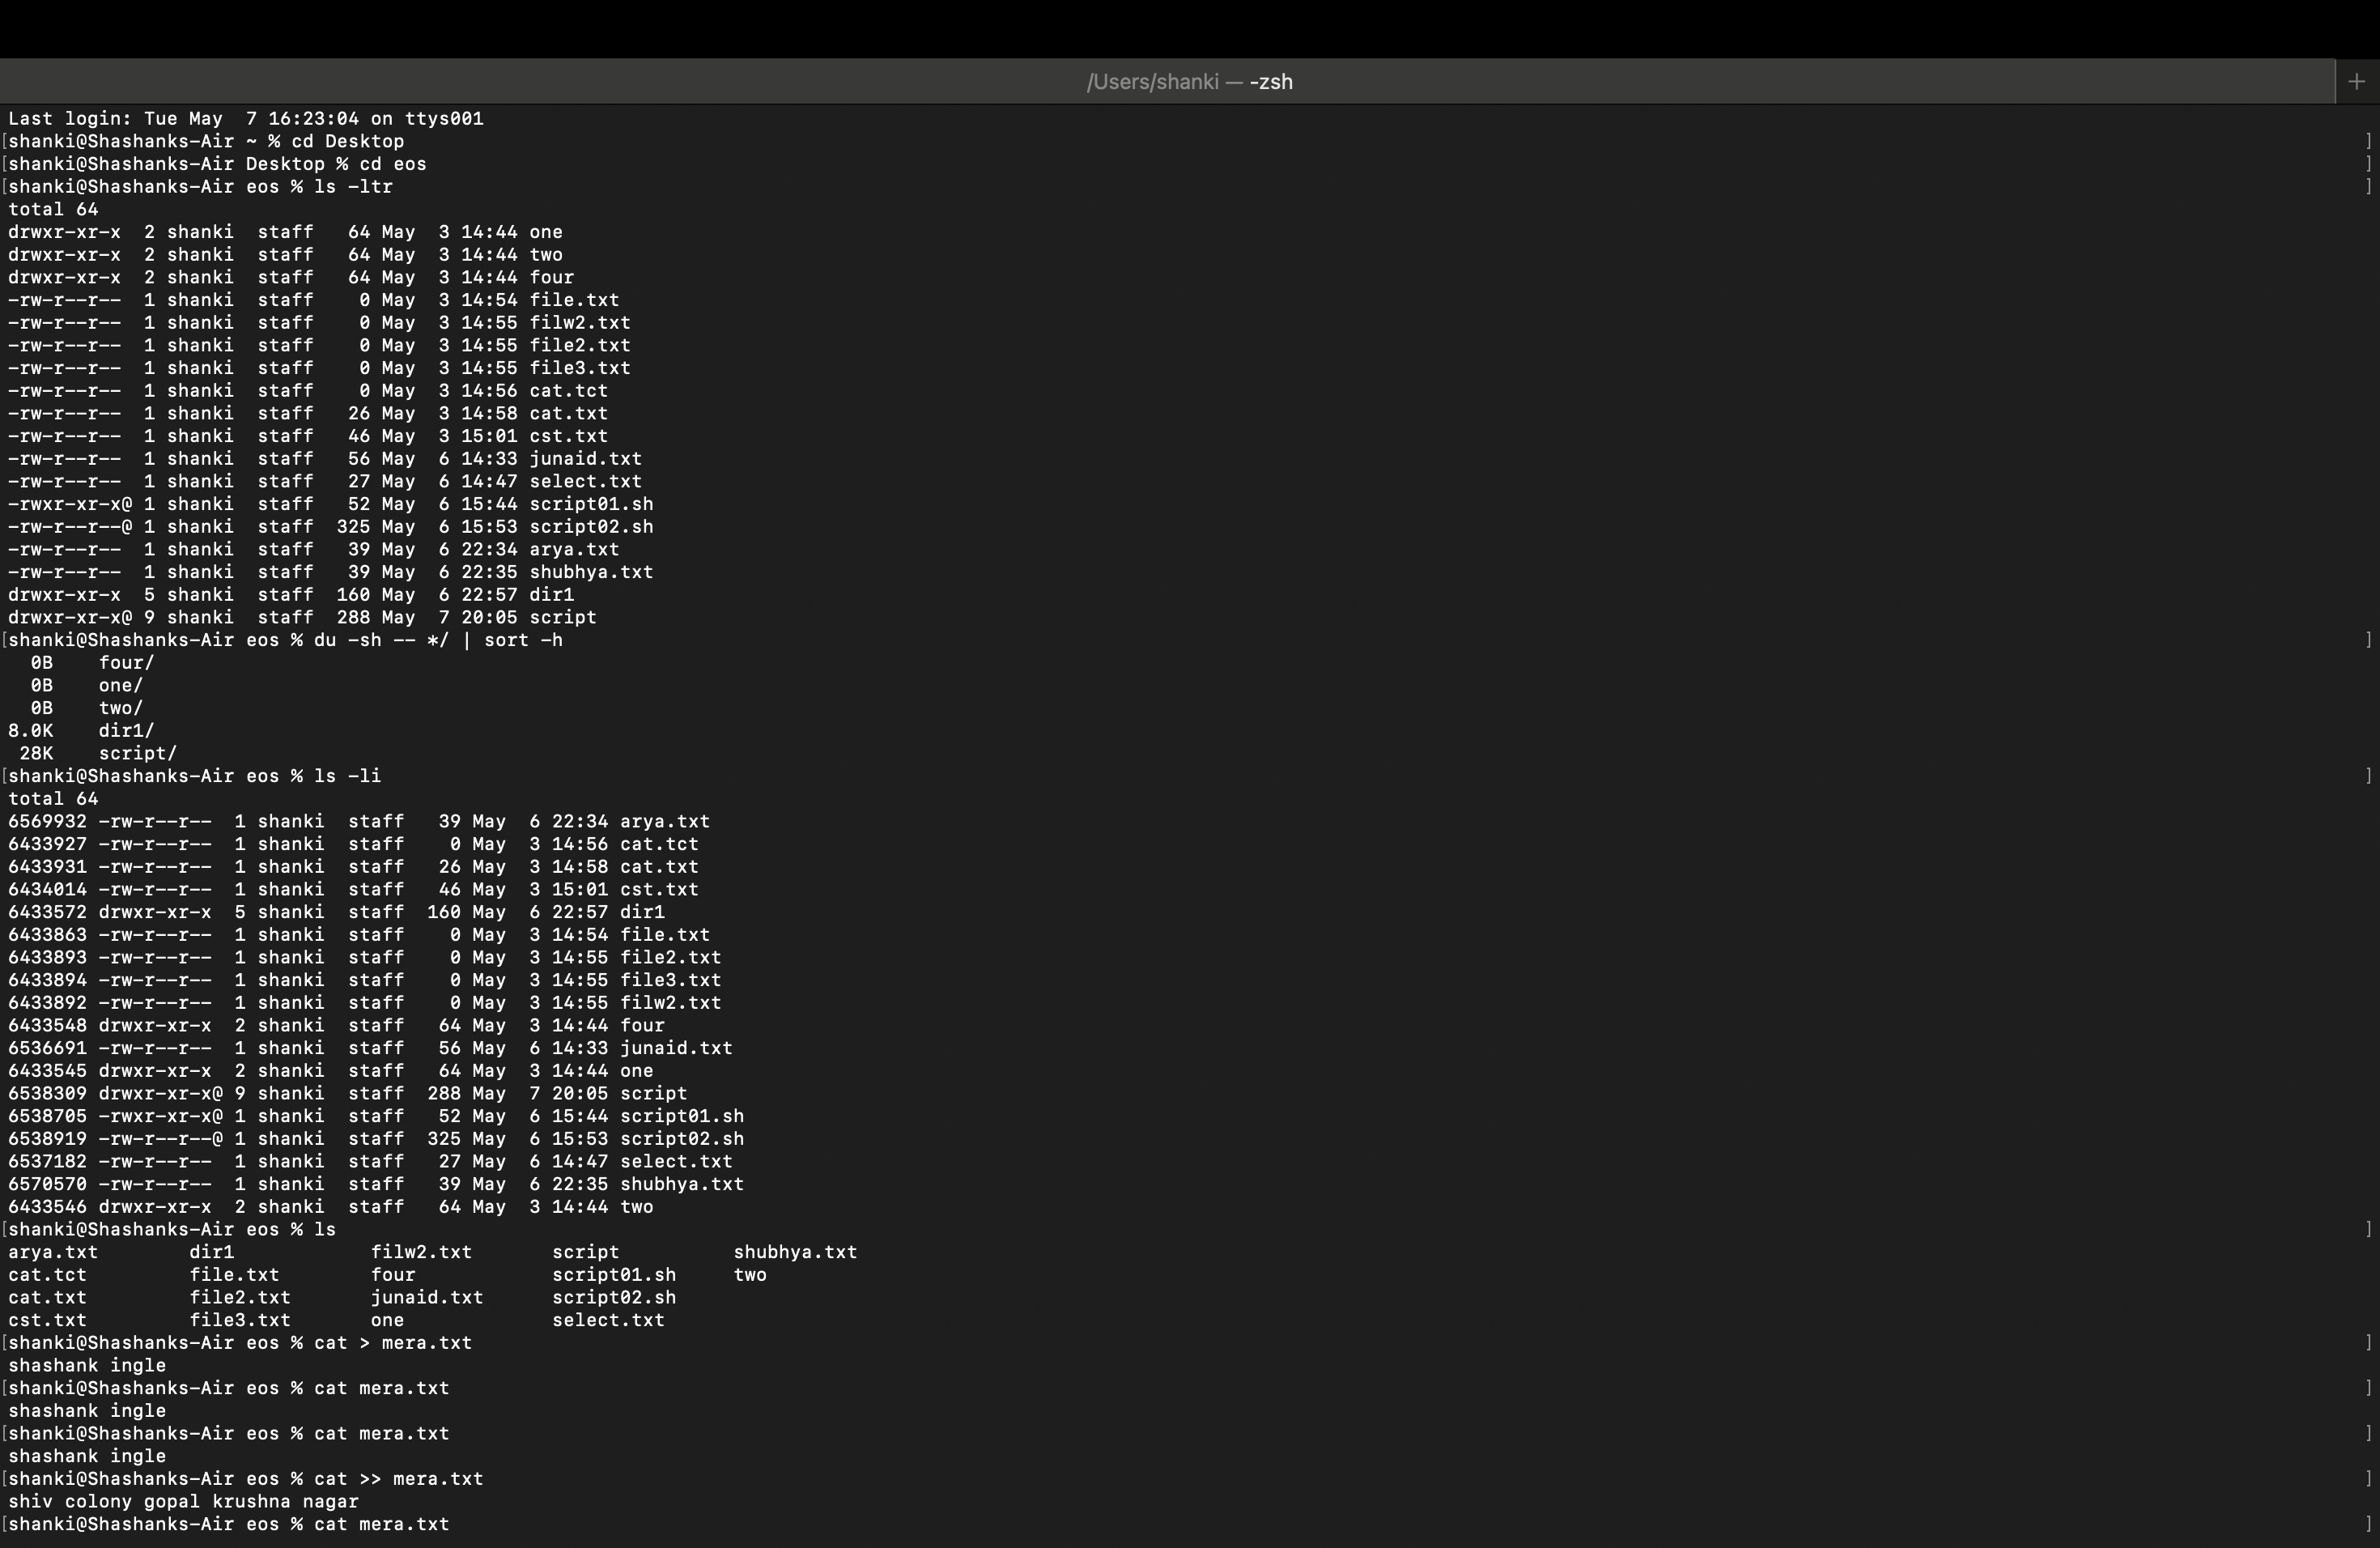 /Users/shanki — -zsh
Last login: Tue May  7 16:23:04 on ttys001
[shanki@Shashanks-Air ~ % cd Desktop ]
[shanki@Shashanks-Air Desktop % cd eos ]
[shanki@Shashanks-Air eos % ls -ltr ]
total 64
drwxr-xr-x  2 shanki  staff   64 May  3 14:44 one
drwxr-xr-x  2 shanki  staff   64 May  3 14:44 two
drwxr-xr-x  2 shanki  staff   64 May  3 14:44 four
-rw-r--r--  1 shanki  staff    0 May  3 14:54 file.txt
-rw-r--r--  1 shanki  staff    0 May  3 14:55 filw2.txt
-rw-r--r--  1 shanki  staff    0 May  3 14:55 file2.txt
-rw-r--r--  1 shanki  staff    0 May  3 14:55 file3.txt
-rw-r--r--  1 shanki  staff    0 May  3 14:56 cat.tct
-rw-r--r--  1 shanki  staff   26 May  3 14:58 cat.txt
-rw-r--r--  1 shanki  staff   46 May  3 15:01 cst.txt
-rw-r--r--  1 shanki  staff   56 May  6 14:33 junaid.txt
-rw-r--r--  1 shanki  staff   27 May  6 14:47 select.txt
-rwxr-xr-x@ 1 shanki  staff   52 May  6 15:44 script01.sh
-rw-r--r--@ 1 shanki  staff  325 May  6 15:53 script02.sh
-rw-r--r--  1 shanki  staff   39 May  6 22:34 arya.txt
-rw-r--r--  1 shanki  staff   39 May  6 22:35 shubhya.txt
drwxr-xr-x  5 shanki  staff  160 May  6 22:57 dir1
drwxr-xr-x@ 9 shanki  staff  288 May  7 20:05 script
[shanki@Shashanks-Air eos % du -sh -- */ | sort -h ]
  0B    four/
  0B    one/
  0B    two/
8.0K    dir1/
 28K    script/
[shanki@Shashanks-Air eos % ls -li ]
total 64
6569932 -rw-r--r--  1 shanki  staff   39 May  6 22:34 arya.txt
6433927 -rw-r--r--  1 shanki  staff    0 May  3 14:56 cat.tct
6433931 -rw-r--r--  1 shanki  staff   26 May  3 14:58 cat.txt
6434014 -rw-r--r--  1 shanki  staff   46 May  3 15:01 cst.txt
6433572 drwxr-xr-x  5 shanki  staff  160 May  6 22:57 dir1
6433863 -rw-r--r--  1 shanki  staff    0 May  3 14:54 file.txt
6433893 -rw-r--r--  1 shanki  staff    0 May  3 14:55 file2.txt
6433894 -rw-r--r--  1 shanki  staff    0 May  3 14:55 file3.txt
6433892 -rw-r--r--  1 shanki  staff    0 May  3 14:55 filw2.txt
6433548 drwxr-xr-x  2 shanki  staff   64 May  3 14:44 four
6536691 -rw-r--r--  1 shanki  staff   56 May  6 14:33 junaid.txt
6433545 drwxr-xr-x  2 shanki  staff   64 May  3 14:44 one
6538309 drwxr-xr-x@ 9 shanki  staff  288 May  7 20:05 script
6538705 -rwxr-xr-x@ 1 shanki  staff   52 May  6 15:44 script01.sh
6538919 -rw-r--r--@ 1 shanki  staff  325 May  6 15:53 script02.sh
6537182 -rw-r--r--  1 shanki  staff   27 May  6 14:47 select.txt
6570570 -rw-r--r--  1 shanki  staff   39 May  6 22:35 shubhya.txt
6433546 drwxr-xr-x  2 shanki  staff   64 May  3 14:44 two
[shanki@Shashanks-Air eos % ls ]
arya.txt        dir1            filw2.txt       script          shubhya.txt
cat.tct         file.txt        four            script01.sh     two
cat.txt         file2.txt       junaid.txt      script02.sh
cst.txt         file3.txt       one             select.txt
[shanki@Shashanks-Air eos % cat > mera.txt ]
shashank ingle
[shanki@Shashanks-Air eos % cat mera.txt ]
shashank ingle
[shanki@Shashanks-Air eos % cat mera.txt ]
shashank ingle
[shanki@Shashanks-Air eos % cat >> mera.txt ]
shiv colony gopal krushna nagar
[shanki@Shashanks-Air eos % cat mera.txt ]